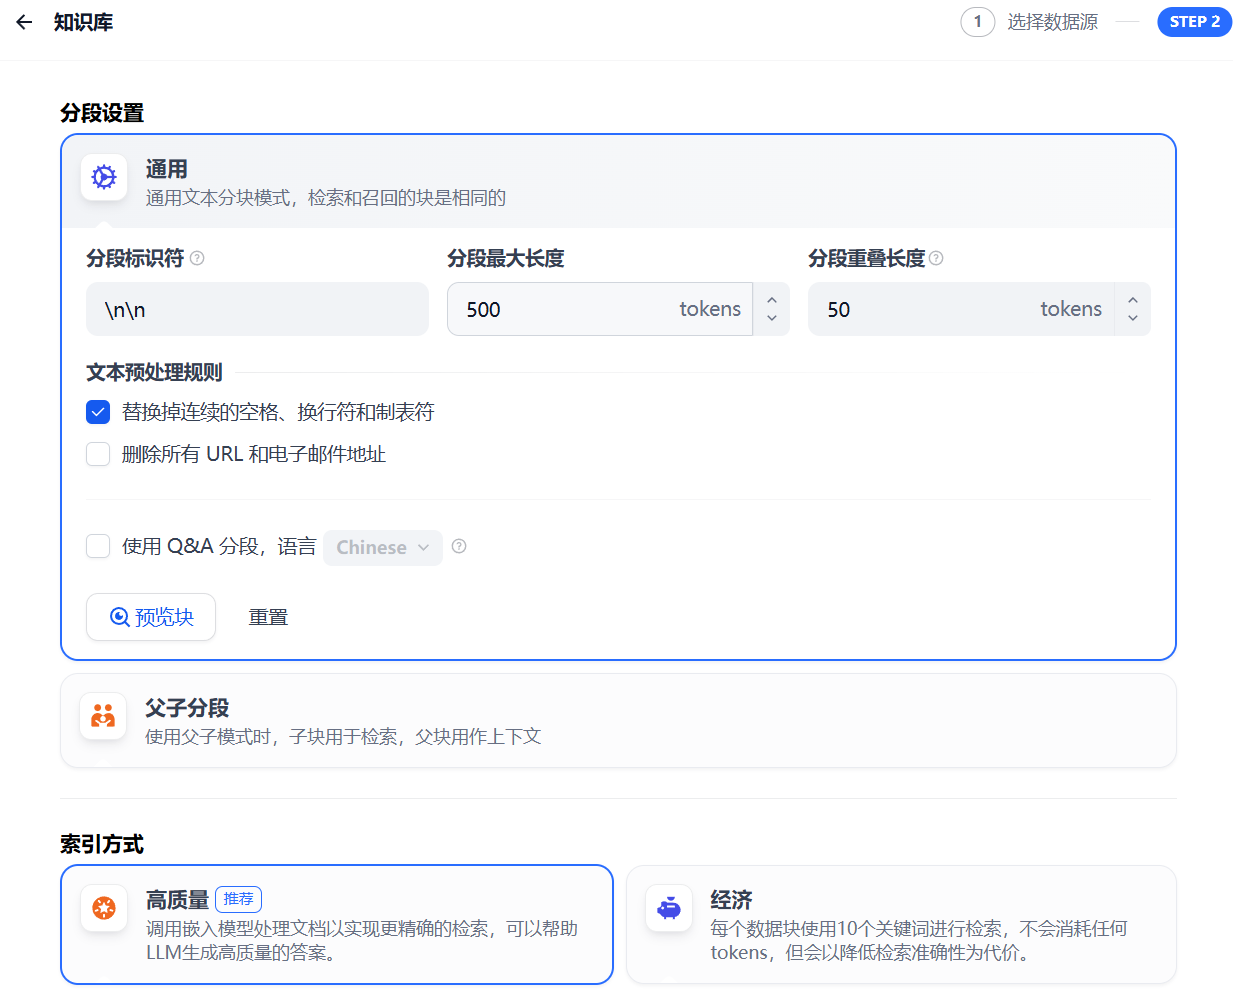 知识库
1 选择数据源 STEP 2
分段设置
通用
通用文本分块模式，检索和召回的块是相同的
分段标识符 分段最大长度 分段重叠长度
\n\n 500 tokens 50 tokens
文本预处理规则
替换掉连续的空格、换行符和制表符
删除所有 URL 和电子邮件地址
使用 Q&A 分段，语言 Chinese
预览块 重置
父子分段
使用父子模式时，子块用于检索，父块用作上下文
索引方式
高质量 推荐
调用嵌入模型处理文档以实现更精确的检索，可以帮助
LLM生成高质量的答案。
经济
每个数据块使用10个关键词进行检索，不会消耗任何
tokens，但会以降低检索准确性为代价。